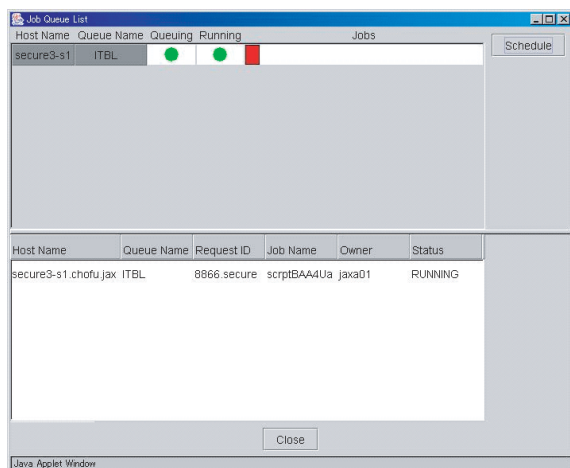 Job Queue List
Host Name Queue Name Queuing Running Jobs
Schedule
secure3-s1 ITBL
Host Name Queue Name Request ID Job Name Owner Status
secure3-s1.chofu.jax ITBL 8866.secure scrptBAA4Ua jaxa01 RUNNING
Close
Java Applet Window